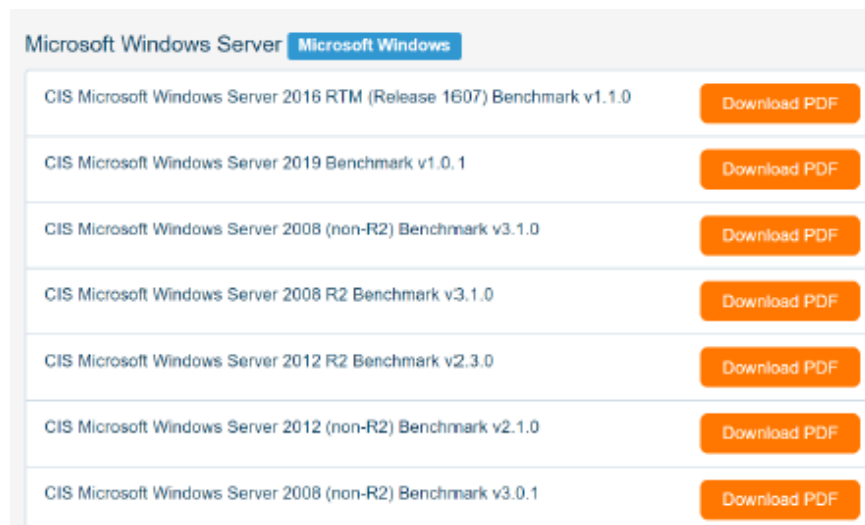 Microsoft Windows Server Microsoft Windows
CIS Microsoft Windows Server 2016 RTM (Release 1607) Benchmark v1.1.0 Download PDF
CIS Microsoft Windows Server 2019 Benchmark v1.0.1 Download PDF
CIS Microsoft Windows Server 2008 (non-R2) Benchmark v3.1.0 Download PDF
CIS Microsoft Windows Server 2008 R2 Benchmark v3.1.0 Download PDF
CIS Microsoft Windows Server 2012 R2 Benchmark v2.3.0 Download PDF
CIS Microsoft Windows Server 2012 (non-R2) Benchmark v2.1.0 Download PDF
CIS Microsoft Windows Server 2008 (non-R2) Benchmark v3.0.1 Download PDF